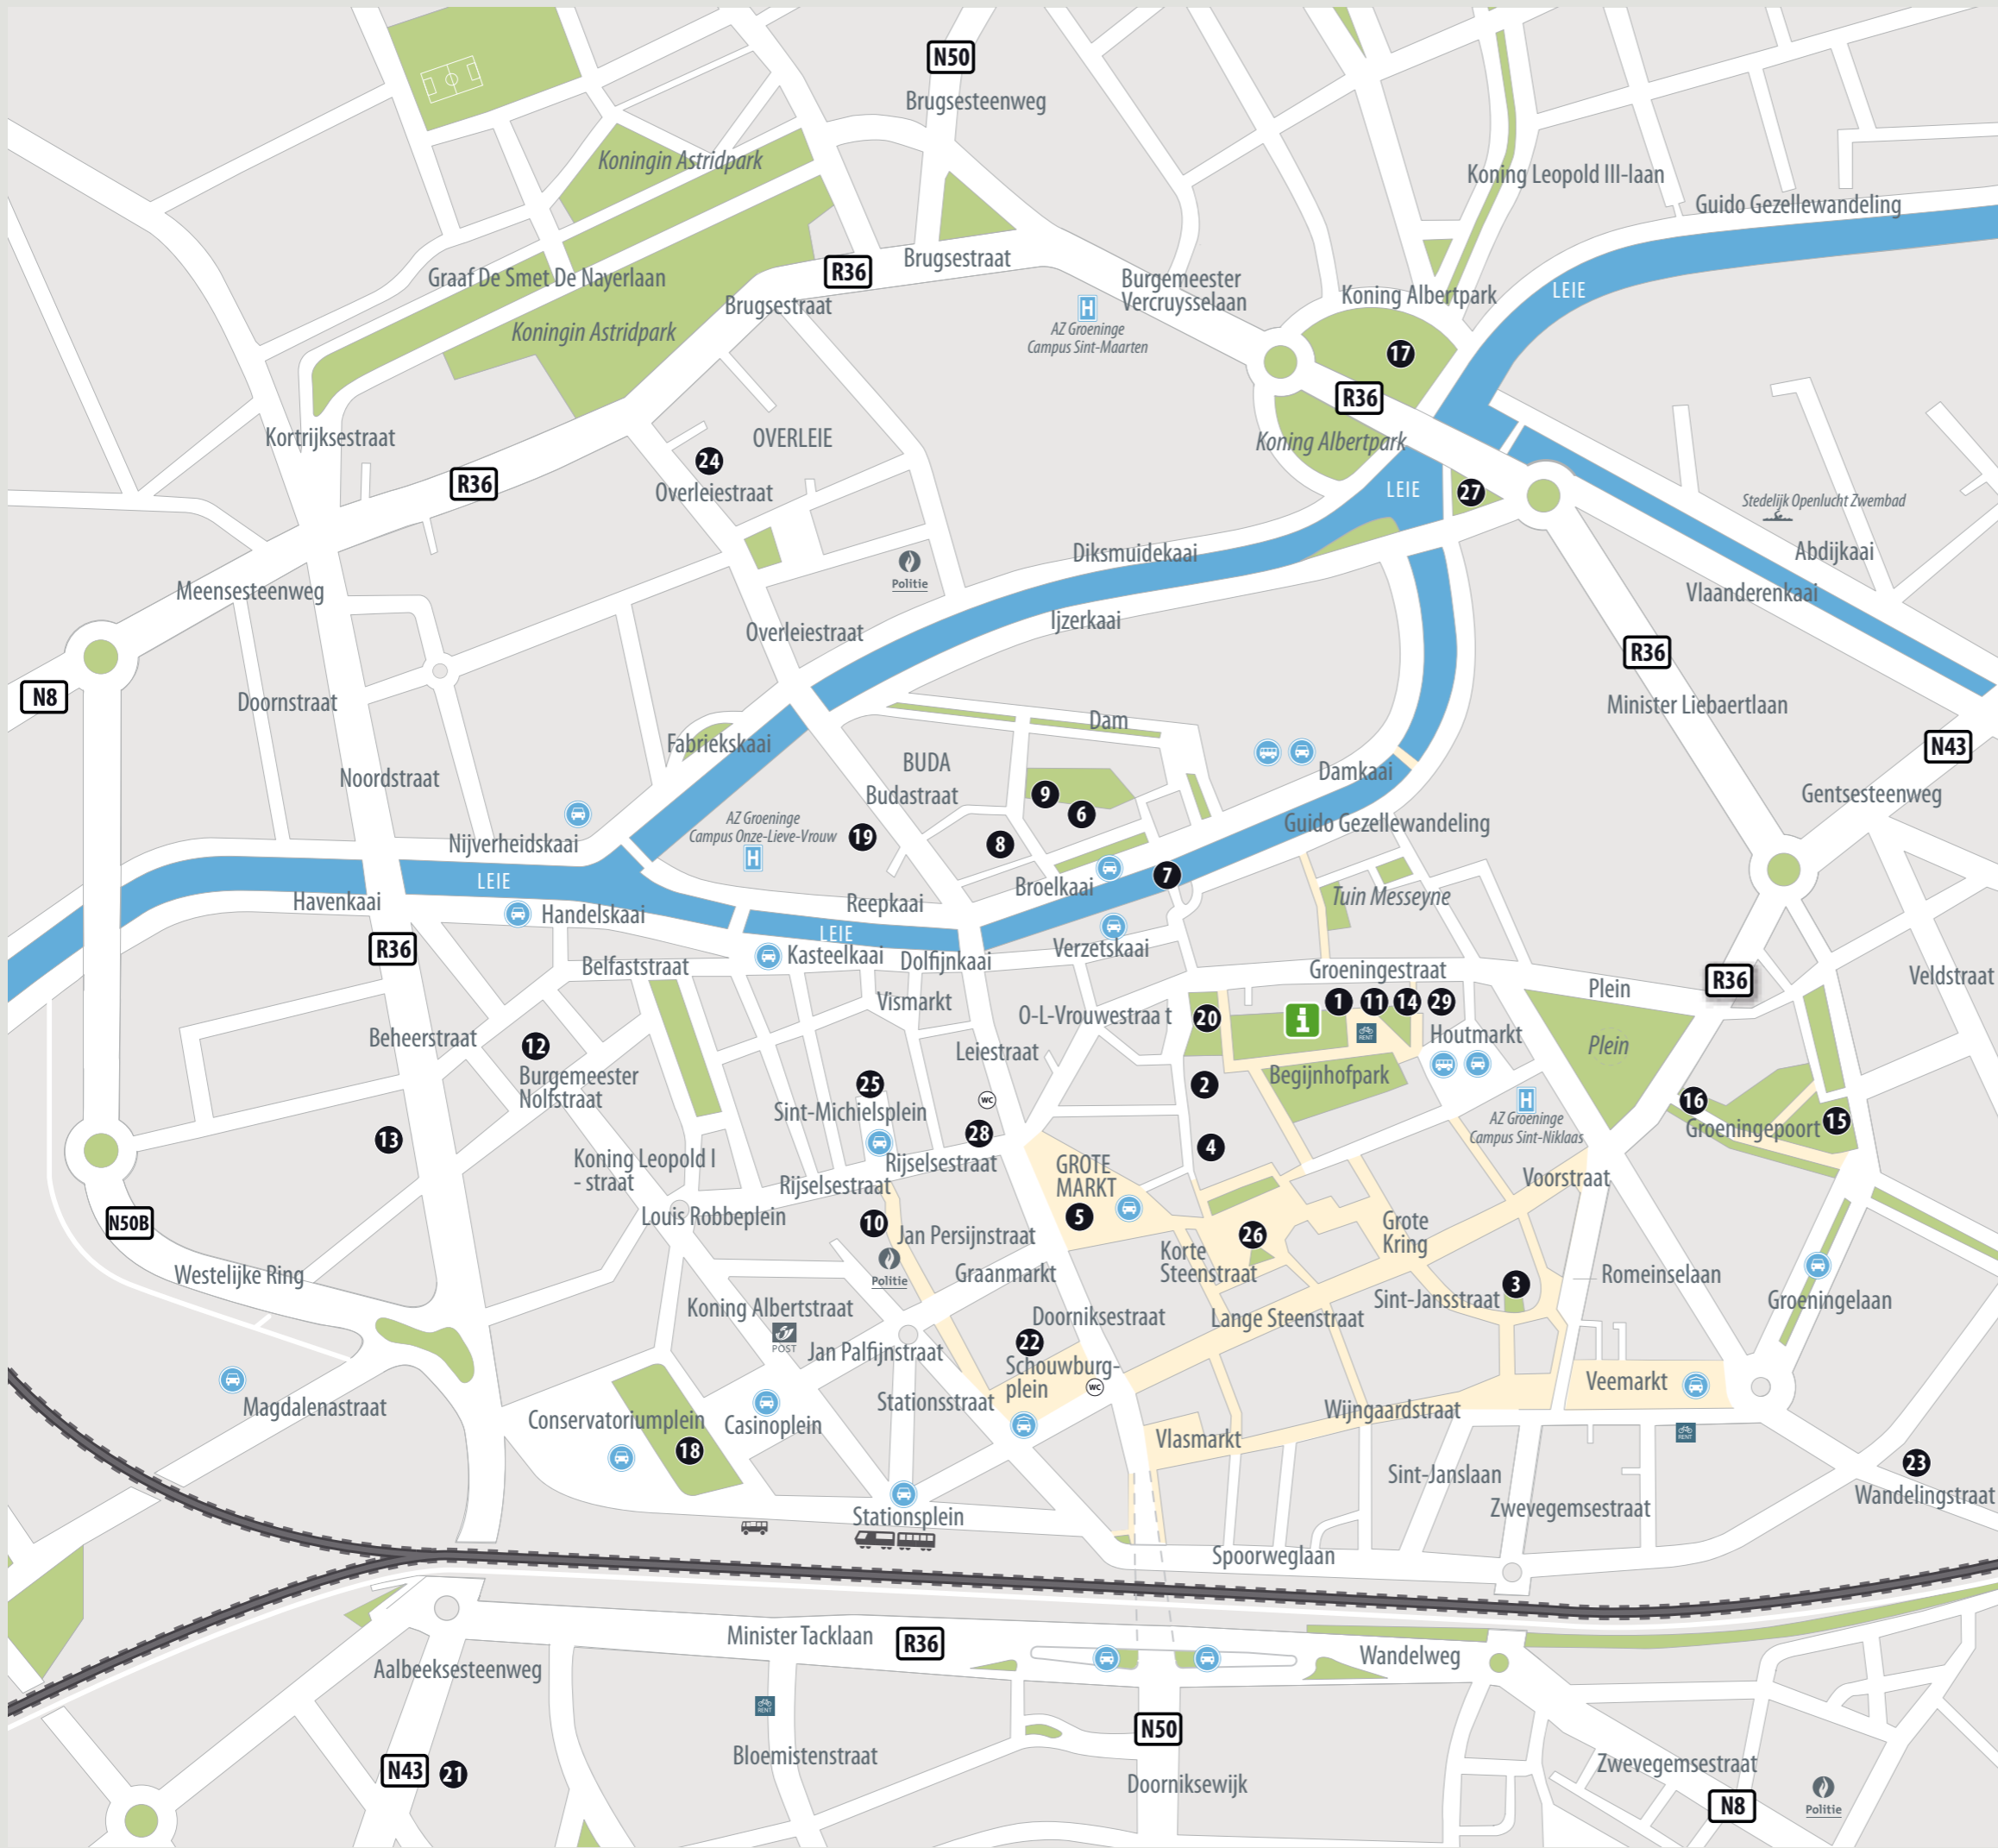 N50
Brugsesteenweg
Koningin Astridpark
Koning Leopold III-laan
Guido Gezellewandeling
Graaf De Smet De Nayerlaan
R36
Brugsestraat
Burgemeester
Vercruysselaan
Koning Albertpark
LEIE
Brugsestraat
H
AZ Groeninge
Campus Sint-Maarten
Koningin Astridpark
17
R36
Kortrijksestraat
OVERLEIE
Koning Albertpark
24
R36
Overleiestraat
LEIE
27
Stedelijk Openlucht Zwembad
Diksmuidekaai
Abdijkaai
Politie
Meensesteenweg
Vlaanderenkaai
Ijzerkaai
Overleiestraat
R36
N8
Doornstraat
Minister Liebaertlaan
Dam
Fabriekskaai
N43
BUDA
Noordstraat
Damkaai
Budastraat
9
6
Gentsesteenweg
AZ Groeninge
Campus Onze-Lieve-Vrouw
H
19
8
Guido Gezellewandeling
Nijverheidskaai
LEIE
7
Broelkaai
Tuin Messeyne
Havenkaai
Handelskaai
Reepkaai
LEIE
R36
Kasteelkaai
Dolfijnkaai
Verzetskaai
Belfaststraat
Groeningestraat
Plein
R36
Veldstraat
Vismarkt
O-L-Vrouwestraa t
20
i
1
11
14
29
RENT
Houtmarkt
Beheerstraat
12
Leiestraat
Plein
Burgemeester
Nolfstraat
25
2
Begijnhofpark
Sint-Michielsplein
WC
H
AZ Groeninge
Campus Sint-Niklaas
16
Groeningepoort
15
13
28
4
Koning Leopold I
- straat
Rijselsestraat
GROTE
MARKT
Voorstraat
Rijselsestraat
N50B
Louis Robbeplein
10
Jan Persijnstraat
5
26
Grote
Kring
Politie
Korte
Steenstraat
Westelijke Ring
Graanmarkt
Romeinselaan
3
Koning Albertstraat
POST
Doorniksestraat
Lange Steenstraat
Sint-Jansstraat
Groeningelaan
22
Jan Palfijnstraat
Schouwburg-
plein
WC
Veemarkt
Magdalenastraat
Stationsstraat
Conservatoriumplein
Casinoplein
Wijngaardstraat
RENT
18
Vlasmarkt
23
Sint-Janslaan
Wandelingstraat
Stationsplein
Zwevegemsestraat
Spoorweglaan
Minister Tacklaan
R36
Wandelweg
Aalbeeksesteenweg
RENT
N50
Bloemistenstraat
N43
21
Doorniksewijk
Zwevegemsestraat
N8
Politie